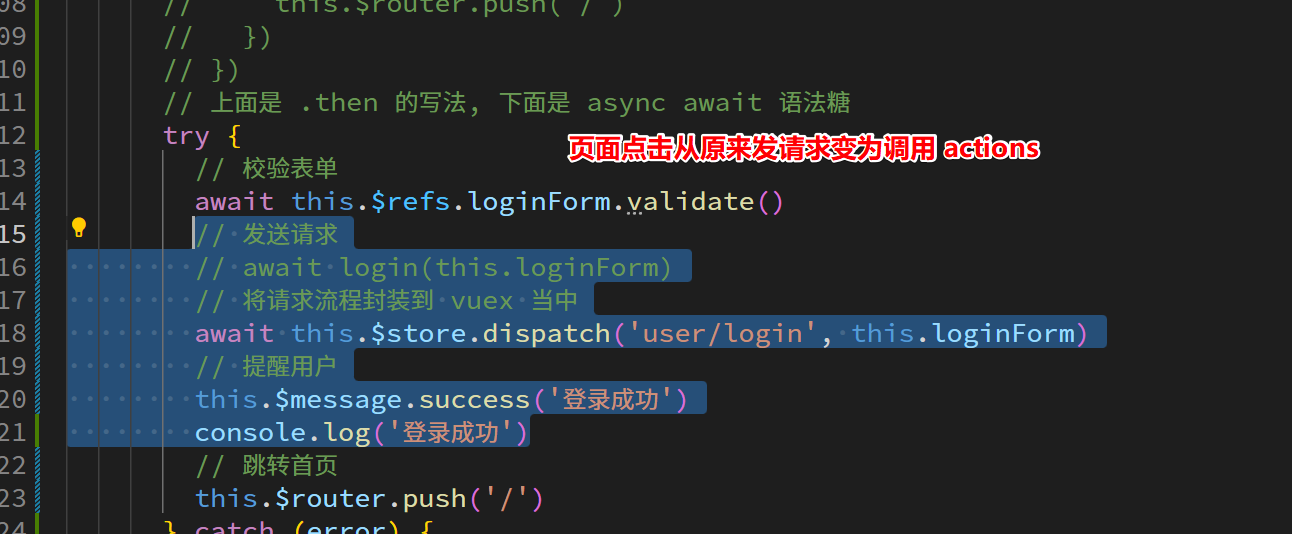 08 // this.$router.push( / )
09 // })
10 // })
11 // 上面是 .then 的写法, 下面是 async await 语法糖
12 try {
页面点击从原来发请求变为调用 actions
13 // 校验表单
14 await this.$refs.loginForm.validate()
15 // 发送请求
16 // await login(this.loginForm)
17 // 将请求流程封装到 vuex 当中
18 await this.$store.dispatch('user/login', this.loginForm)
19 // 提醒用户
20 this.$message.success('登录成功')
21 console.log('登录成功')
22 // 跳转首页
23 this.$router.push('/')
24 } catch (error) {